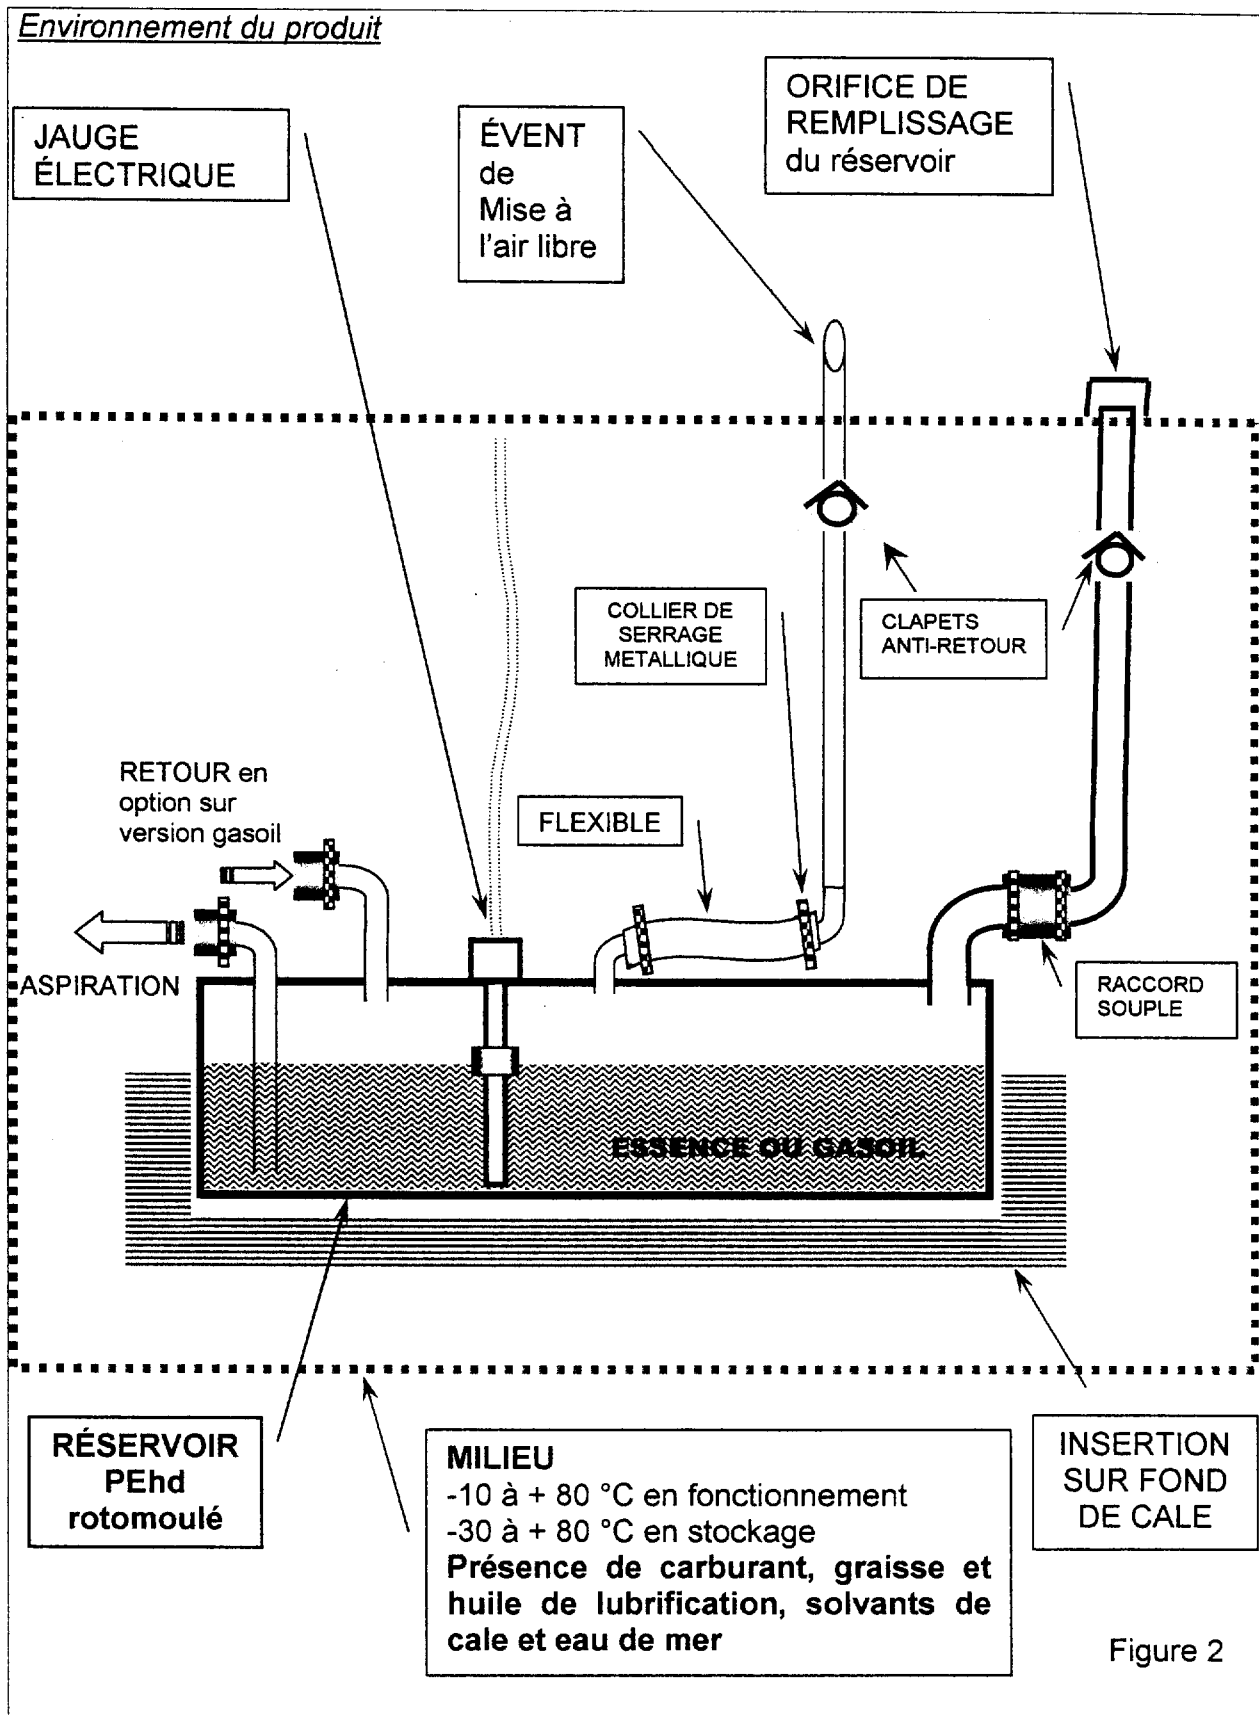 Environnement du produit
JAUGE
ÉLECTRIQUE
ÉVENT
de
Mise à
l'air libre
ORIFICE DE
REMPLISSAGE
du réservoir
COLLIER DE
SERRAGE
METALLIQUE
CLAPETS
ANTI-RETOUR
RETOUR en
option sur
version gasoil
FLEXIBLE
ASPIRATION
RACCORD
SOUPLE
ESSENCE OU GASOIL
RÉSERVOIR
PEhd
rotomoulé
MILIEU
-10 à + 80 °C en fonctionnement
-30 à + 80 °C en stockage
Présence de carburant, graisse et
huile de lubrification, solvants de
cale et eau de mer
INSERTION
SUR FOND
DE CALE
Figure 2